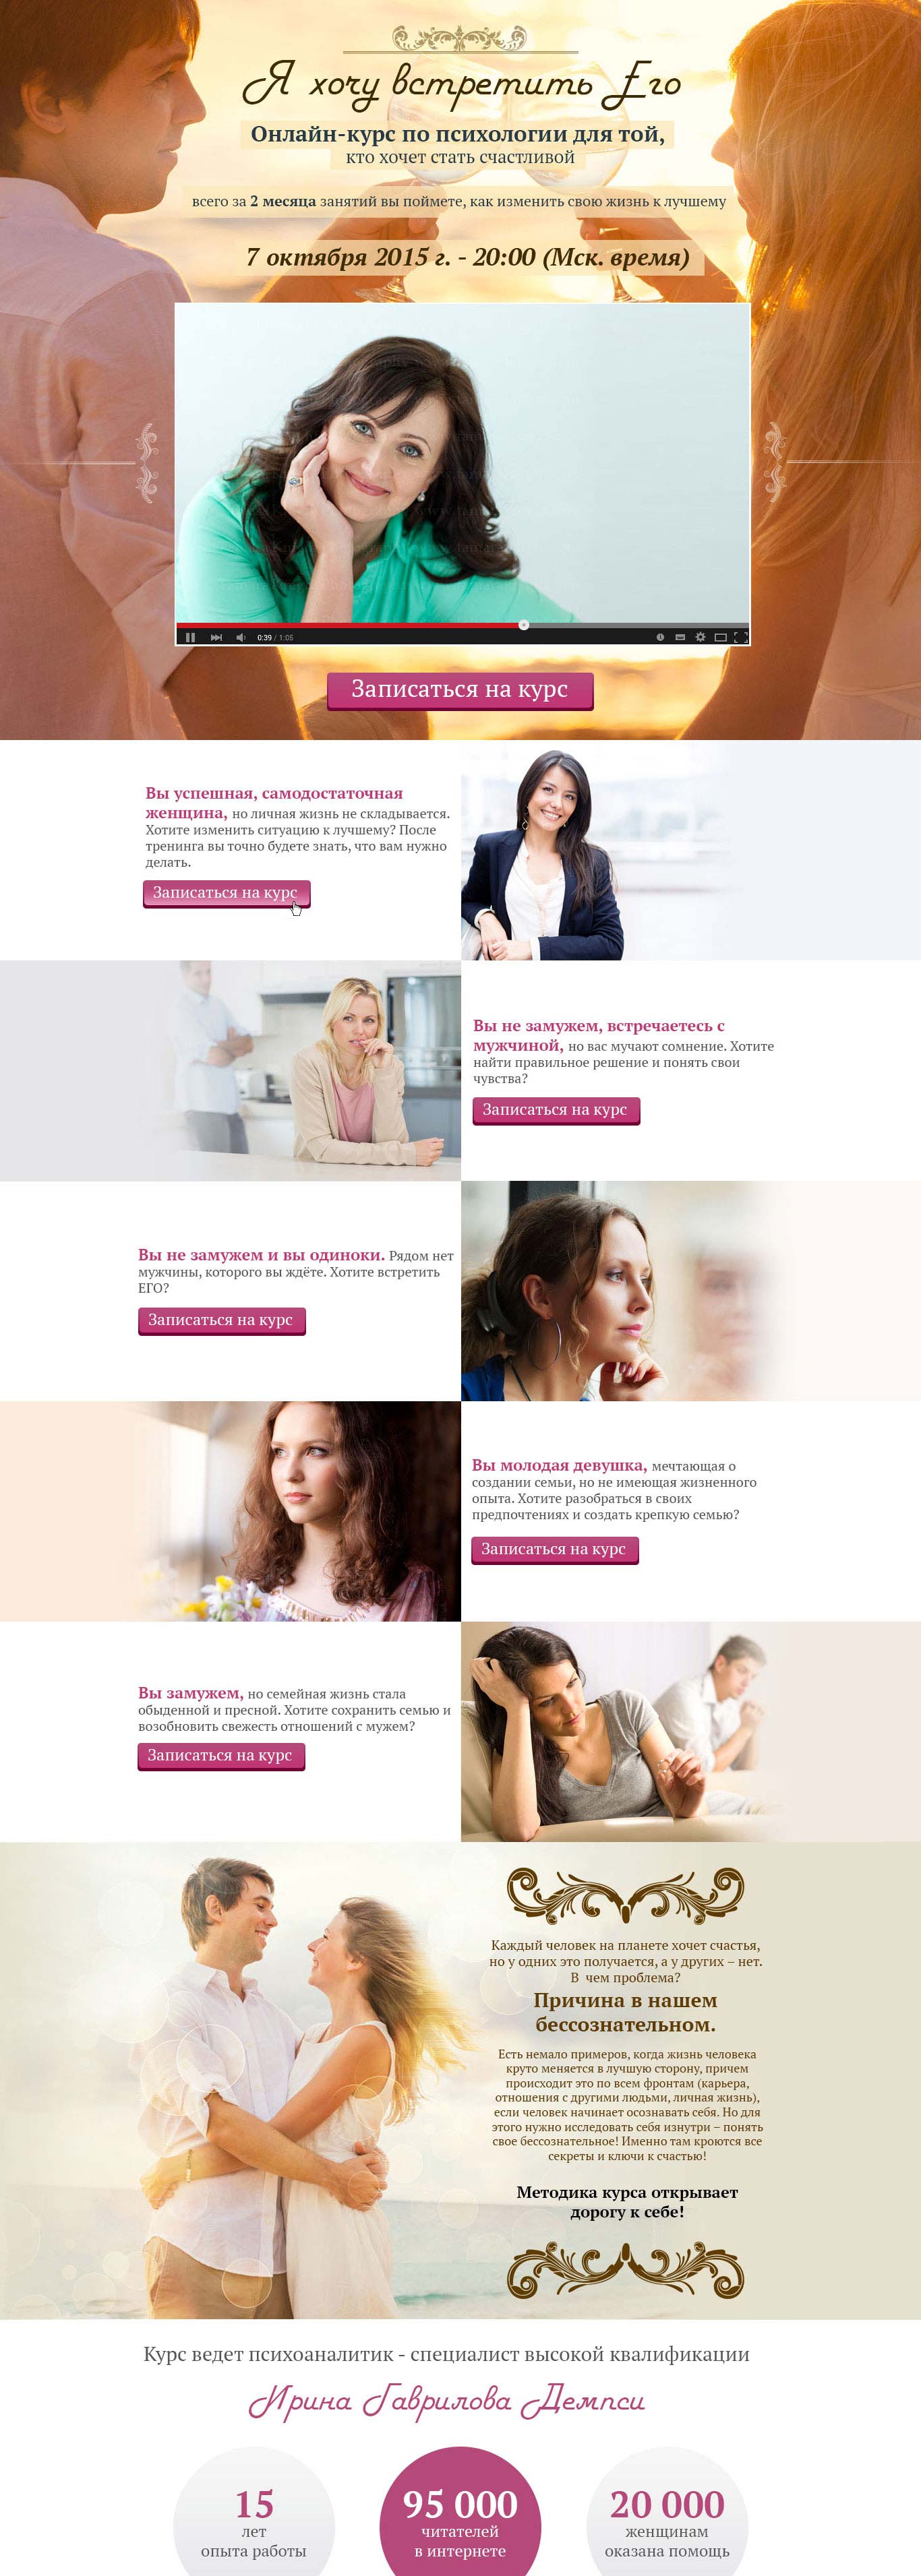 Я хочу встретить Его
Онлайн-курс по психологии для той,
кто хочет стать счастливой
всего за 2 месяца занятий вы поймете, как изменить свою жизнь к лучшему
7 октября 2015 г. - 20:00 (Мск. время)
0:39 / 1:05
Записаться на курс
Вы успешная, самодостаточная
женщина, но личная жизнь не складывается.
Хотите изменить ситуацию к лучшему? После
тренинга вы точно будете знать, что вам нужно
делать.
Записаться на курс
Вы не замужем, встречаетесь с
мужчиной, но вас мучают сомнение. Хотите
найти правильное решение и понять свои
чувства?
Записаться на курс
Вы не замужем и вы одиноки. Рядом нет
мужчины, которого вы ждёте. Хотите встретить
ЕГО?
Записаться на курс
Вы молодая девушка, мечтающая о
создании семьи, но не имеющая жизненного
опыта. Хотите разобраться в своих
предпочтениях и создать крепкую семью?
Записаться на курс
Вы замужем, но семейная жизнь стала
обыденной и пресной. Хотите сохранить семью и
возобновить свежесть отношений с мужем?
Записаться на курс
Каждый человек на планете хочет счастья,
но у одних это получается, а у других – нет.
В чем проблема?
Причина в нашем
бессознательном.
Есть немало примеров, когда жизнь человека
круто меняется в лучшую сторону, причем
происходит это по всем фронтам (карьера,
отношения с другими людьми, личная жизнь),
если человек начинает осознавать себя. Но для
этого нужно исследовать себя изнутри – понять
свое бессознательное! Именно там кроются все
секреты и ключи к счастью!
Методика курса открывает
дорогу к себе!
Курс ведет психоаналитик - специалист высокой квалификации
Ирина Гаврилова Демпси
15
лет
опыта работы
95 000
читателей
в интернете
20 000
женщинам
оказана помощь